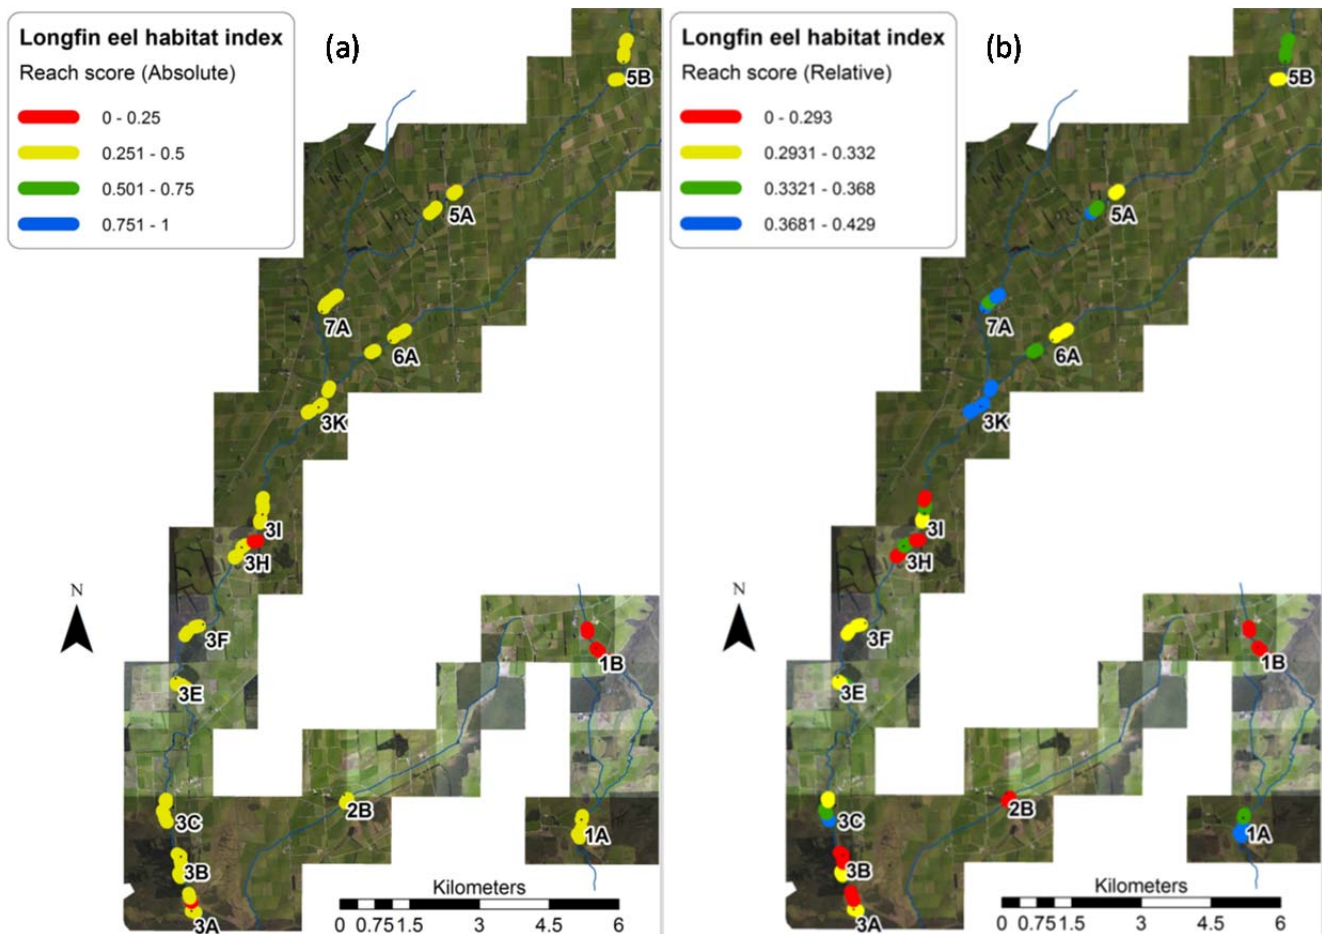 Longfin eel habitat index
Reach score (Absolute)
0 - 0.25
0.251 - 0.5
0.501 - 0.75
0.751 - 1
(a)
5B
5A
7A
6A
3K
3I
3H
N
3F
1B
3E
2B
3C
1A
3B
3A
Kilometers
0 0.75 1.5 3 4.5 6
Longfin eel habitat index
Reach score (Relative)
0 - 0.293
0.2931 - 0.332
0.3321 - 0.368
0.3681 - 0.429
(b)
5B
5A
7A
6A
3K
3I
3H
N
3F
1B
3E
2B
3C
1A
3B
3A
Kilometers
0 0.75 1.5 3 4.5 6